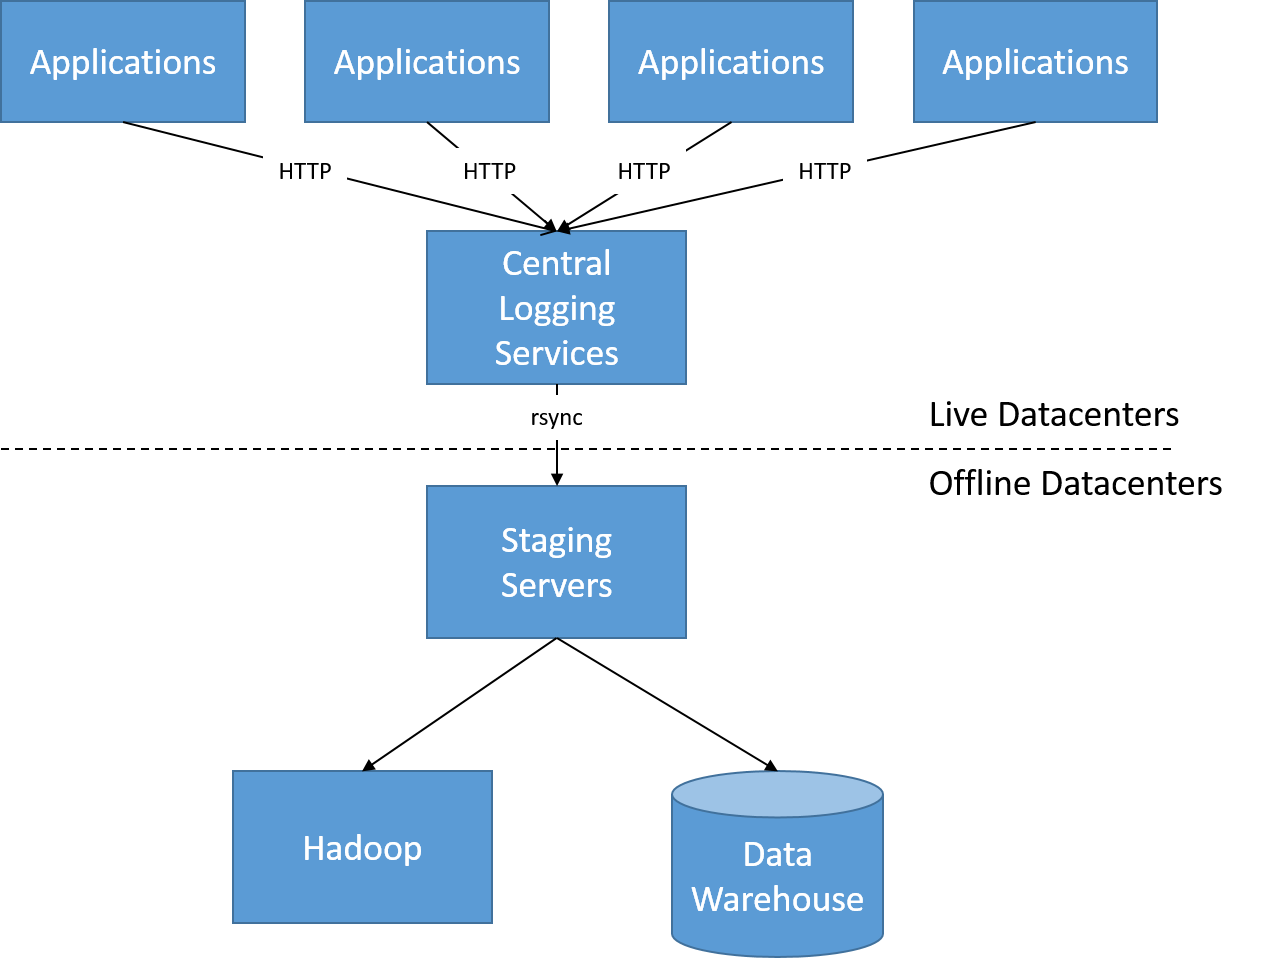 Applications
Applications
Applications
Applications
HTTP
HTTP
HTTP
HTTP
Central
Logging
Services
rsync
Live Datacenters
Offline Datacenters
Staging
Servers
Hadoop
Data
Warehouse